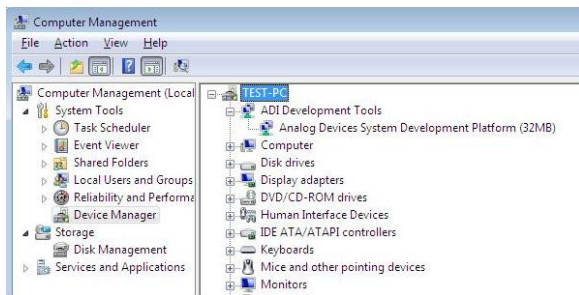 Computer Management
File Action View Help
Computer Management (Local
System Tools
Task Scheduler
Event Viewer
Shared Folders
Local Users and Groups
Reliability and Performa
Device Manager
Storage
Disk Management
Services and Applications
TEST-PC
ADI Development Tools
Analog Devices System Development Platform (32MB)
Computer
Disk drives
Display adapters
DVD/CD-ROM drives
Human Interface Devices
IDE ATA/ATAPI controllers
Keyboards
Mice and other pointing devices
Monitors